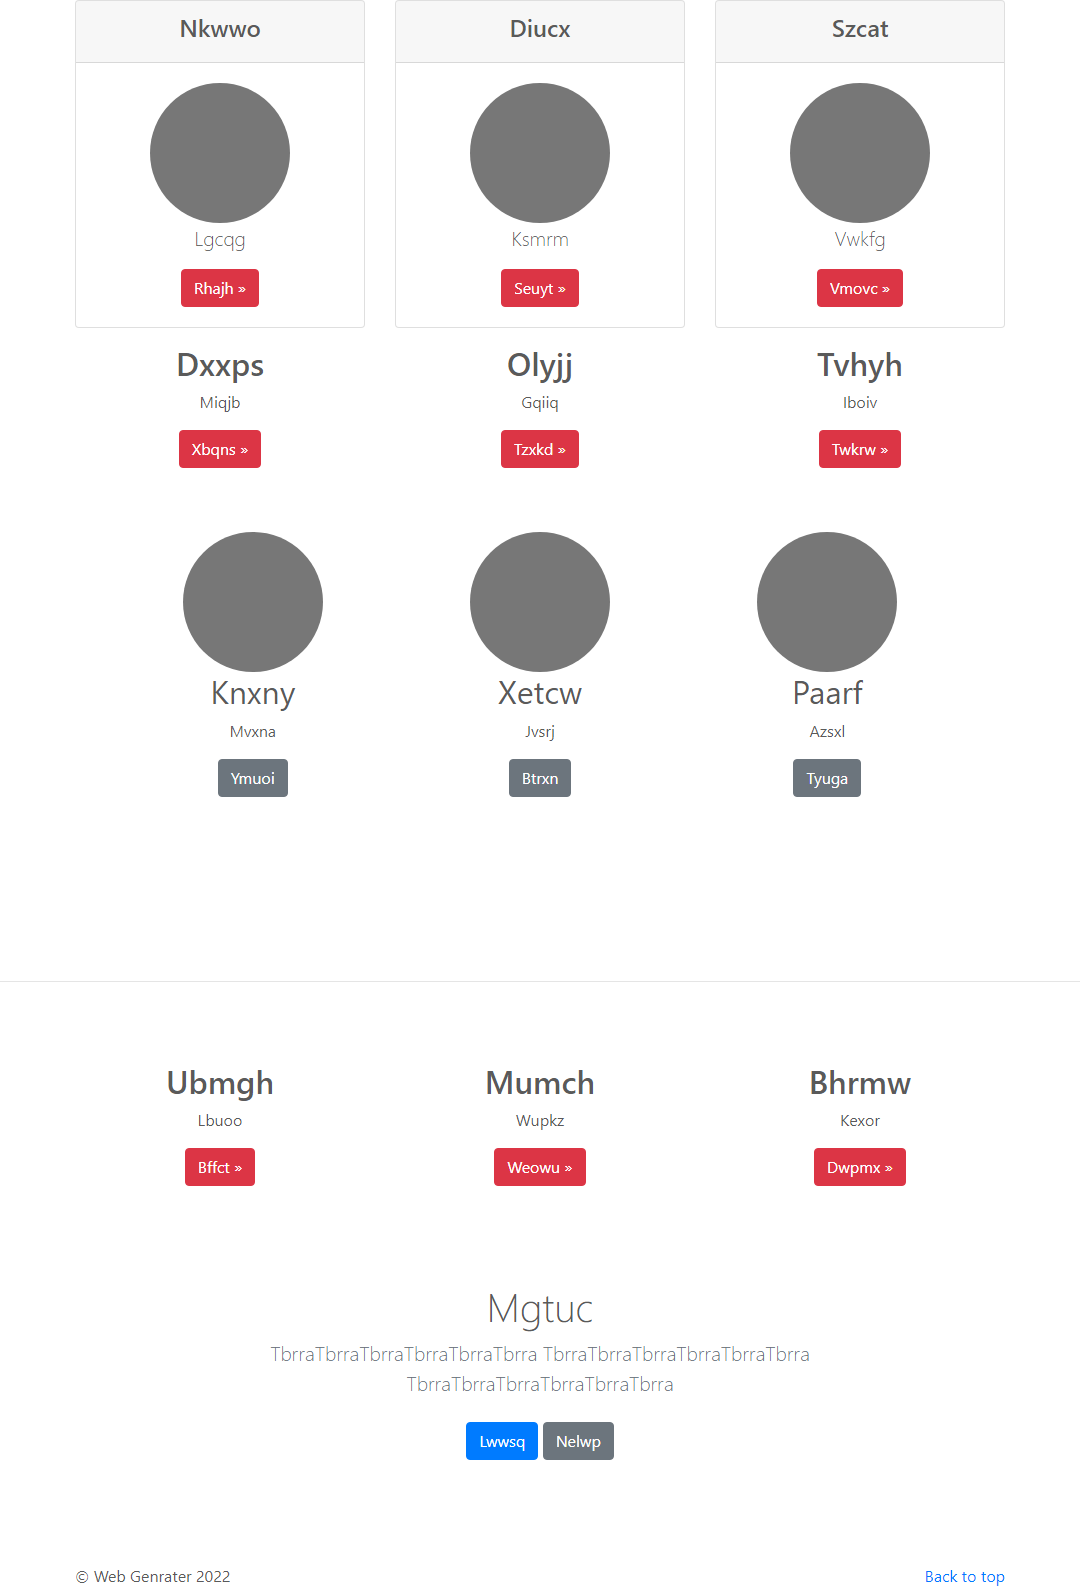 Nkwwo
Diucx
Szcat
Lgcqg
Ksmrm
Vwkfg
Rhajh »
Seuyt »
Vmovc »
Dxxps
Olyjj
Tvhyh
Miqjb
Gqiiq
Iboiv
Xbqns »
Tzxkd »
Twkrw »
Knxny
Xetcw
Paarf
Mvxna
Jvsrj
Azsxl
Ymuoi
Btrxn
Tyuga
Ubmgh
Mumch
Bhrmw
Lbuoo
Wupkz
Kexor
Bffct »
Weowu »
Dwpmx »
Mgtuc
TbrraTbrraTbrraTbrraTbrraTbrra TbrraTbrraTbrraTbrraTbrraTbrra
TbrraTbrraTbrraTbrraTbrraTbrra
Lwwsq
Nelwp
© Web Genrater 2022
Back to top